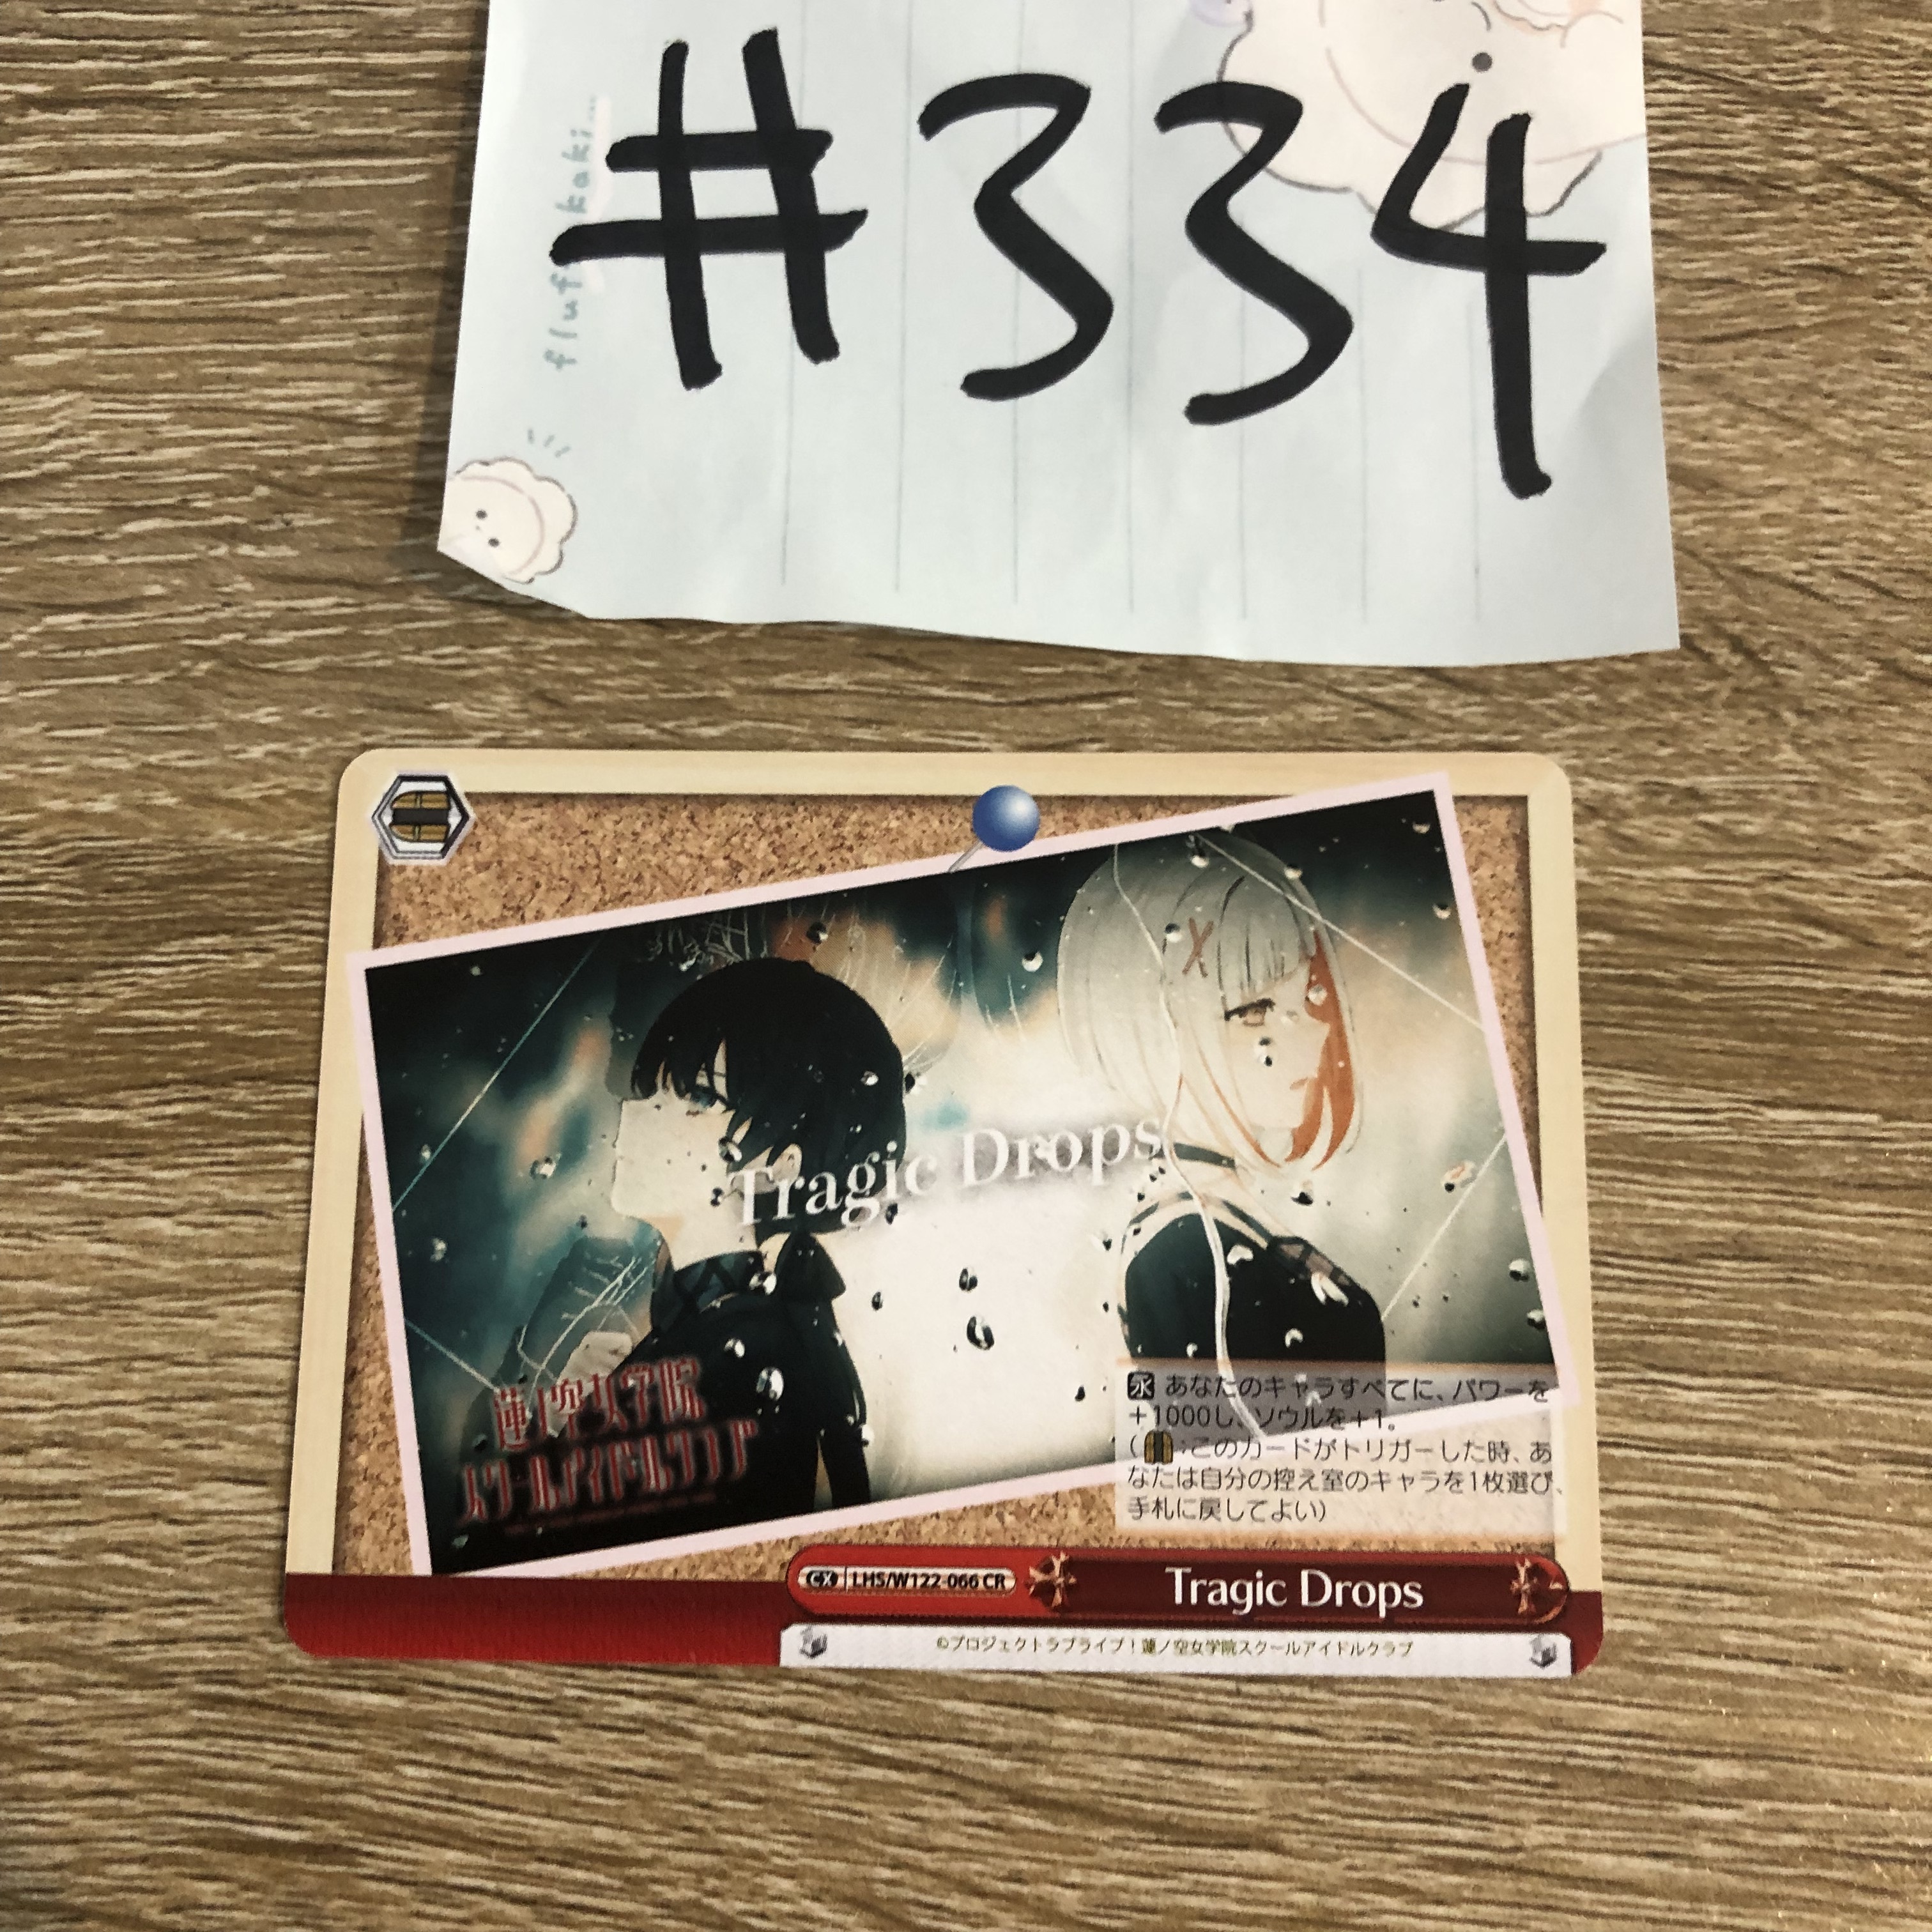 #334
fluffukaki...
Tragic Drops
蓮ノ空女学院
スクールアイドルクラブ
永 あなたのキャラすべてに、パワーを
+1000し、ソウルを+1。
(:このカードがトリガーした時、あ
なたは自分の控え室のキャラを1枚選び、
手札に戻してよい)
CX LHS/W122-066 CR
Tragic Drops
©プロジェクトラブライブ!蓮ノ空女学院スクールアイドルクラブ